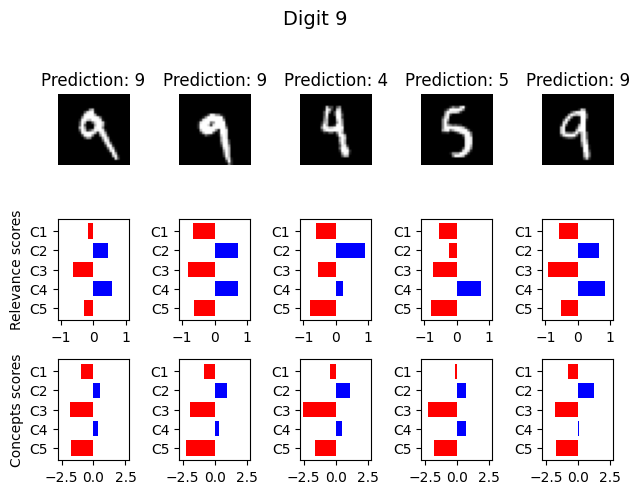 Digit 9
Prediction: 9 Prediction: 9 Prediction: 4 Prediction: 5 Prediction: 9
9 9 4 5 9
Relevance scores
C1 C1 C1 C1 C1
C2 C2 C2 C2 C2
C3 C3 C3 C3 C3
C4 C4 C4 C4 C4
C5 C5 C5 C5 C5
−1 0 1 −1 0 1 −1 0 1 −1 0 1 −1 0 1
Concepts scores
C1 C1 C1 C1 C1
C2 C2 C2 C2 C2
C3 C3 C3 C3 C3
C4 C4 C4 C4 C4
C5 C5 C5 C5 C5
−2.5 0.0 2.5 −2.5 0.0 2.5 −2.5 0.0 2.5 −2.5 0.0 2.5 −2.5 0.0 2.5